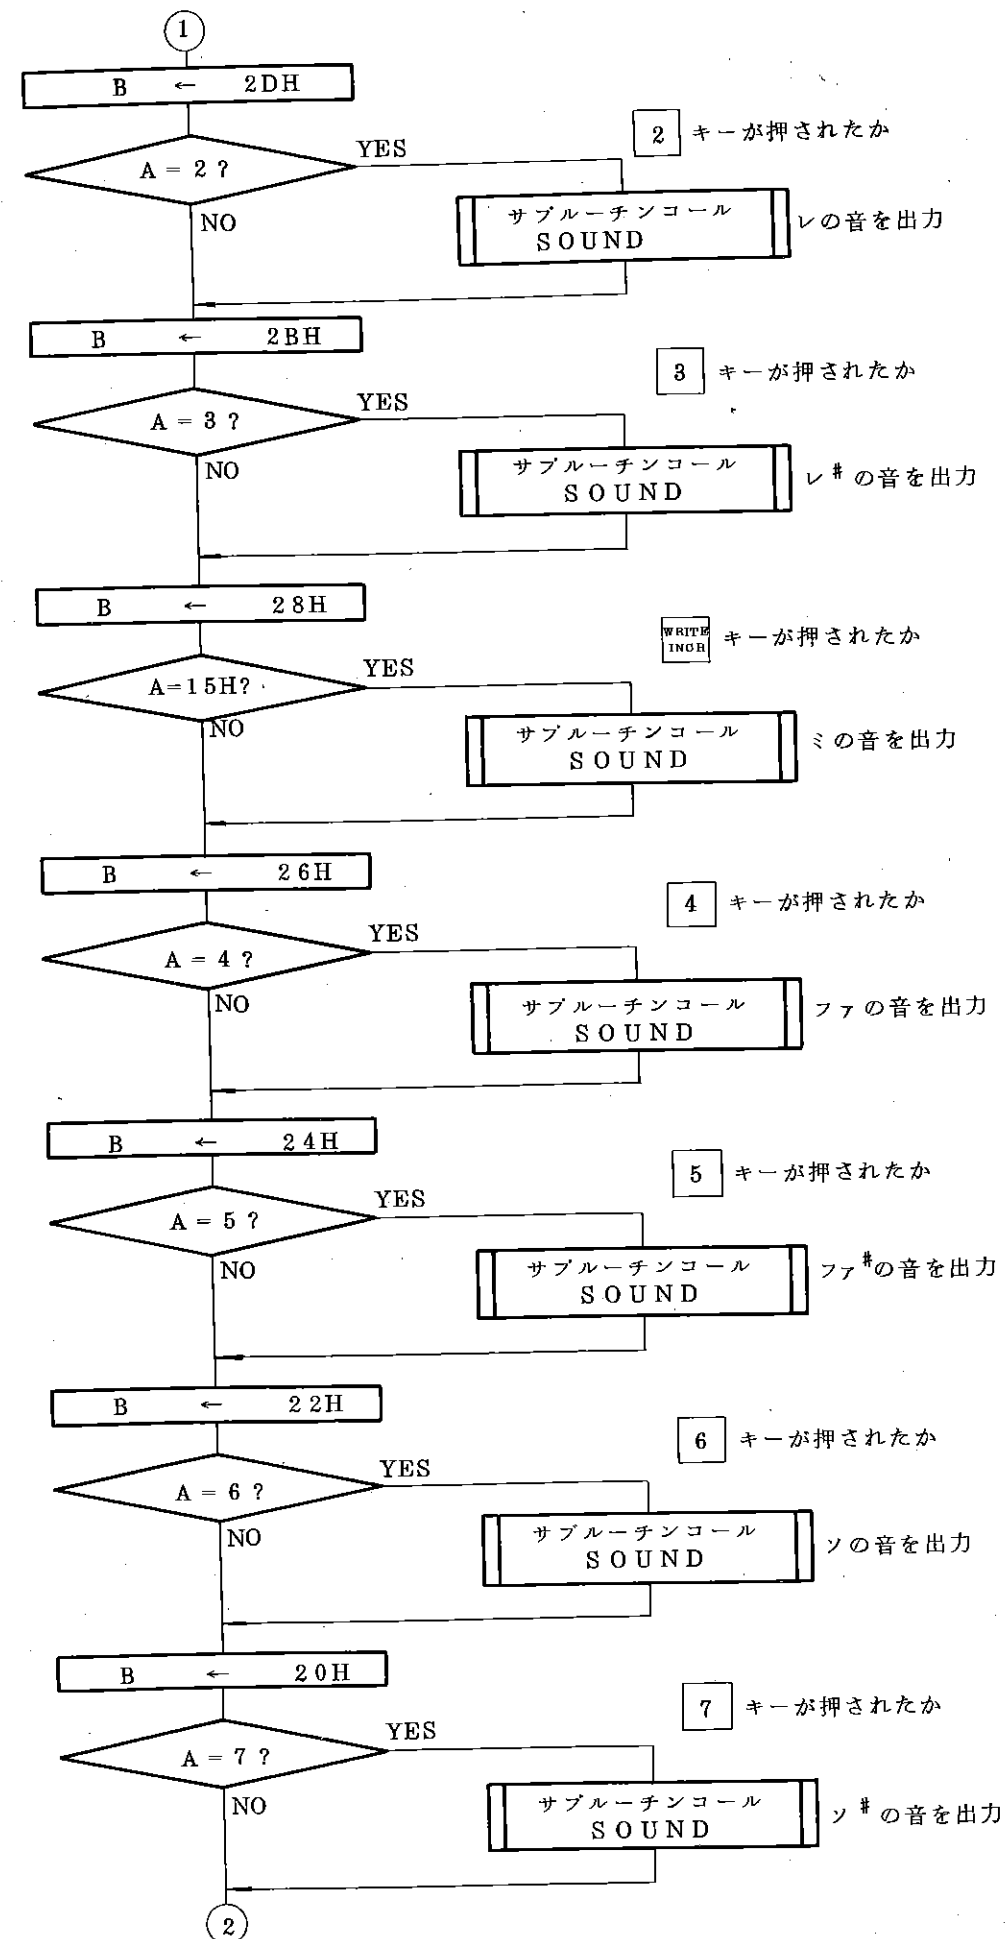 1
B ← 2DH
2 キーが押されたか
A = 2 ?
YES
サブルーチンコール
SOUND
レの音を出力
NO
B ← 2BH
3 キーが押されたか
A = 3 ?
YES
サブルーチンコール
SOUND
レ # の音を出力
NO
B ← 28H
WRITE
INCR
キーが押されたか
A=15H?
YES
サブルーチンコール
SOUND
ミの音を出力
NO
B ← 26H
4 キーが押されたか
A = 4 ?
YES
サブルーチンコール
SOUND
ファの音を出力
NO
B ← 24H
5 キーが押されたか
A = 5 ?
YES
サブルーチンコール
SOUND
ファ#の音を出力
NO
B ← 22H
6 キーが押されたか
A = 6 ?
YES
サブルーチンコール
SOUND
ソの音を出力
NO
B ← 20H
7 キーが押されたか
A = 7 ?
YES
サブルーチンコール
SOUND
ソ # の音を出力
NO
2